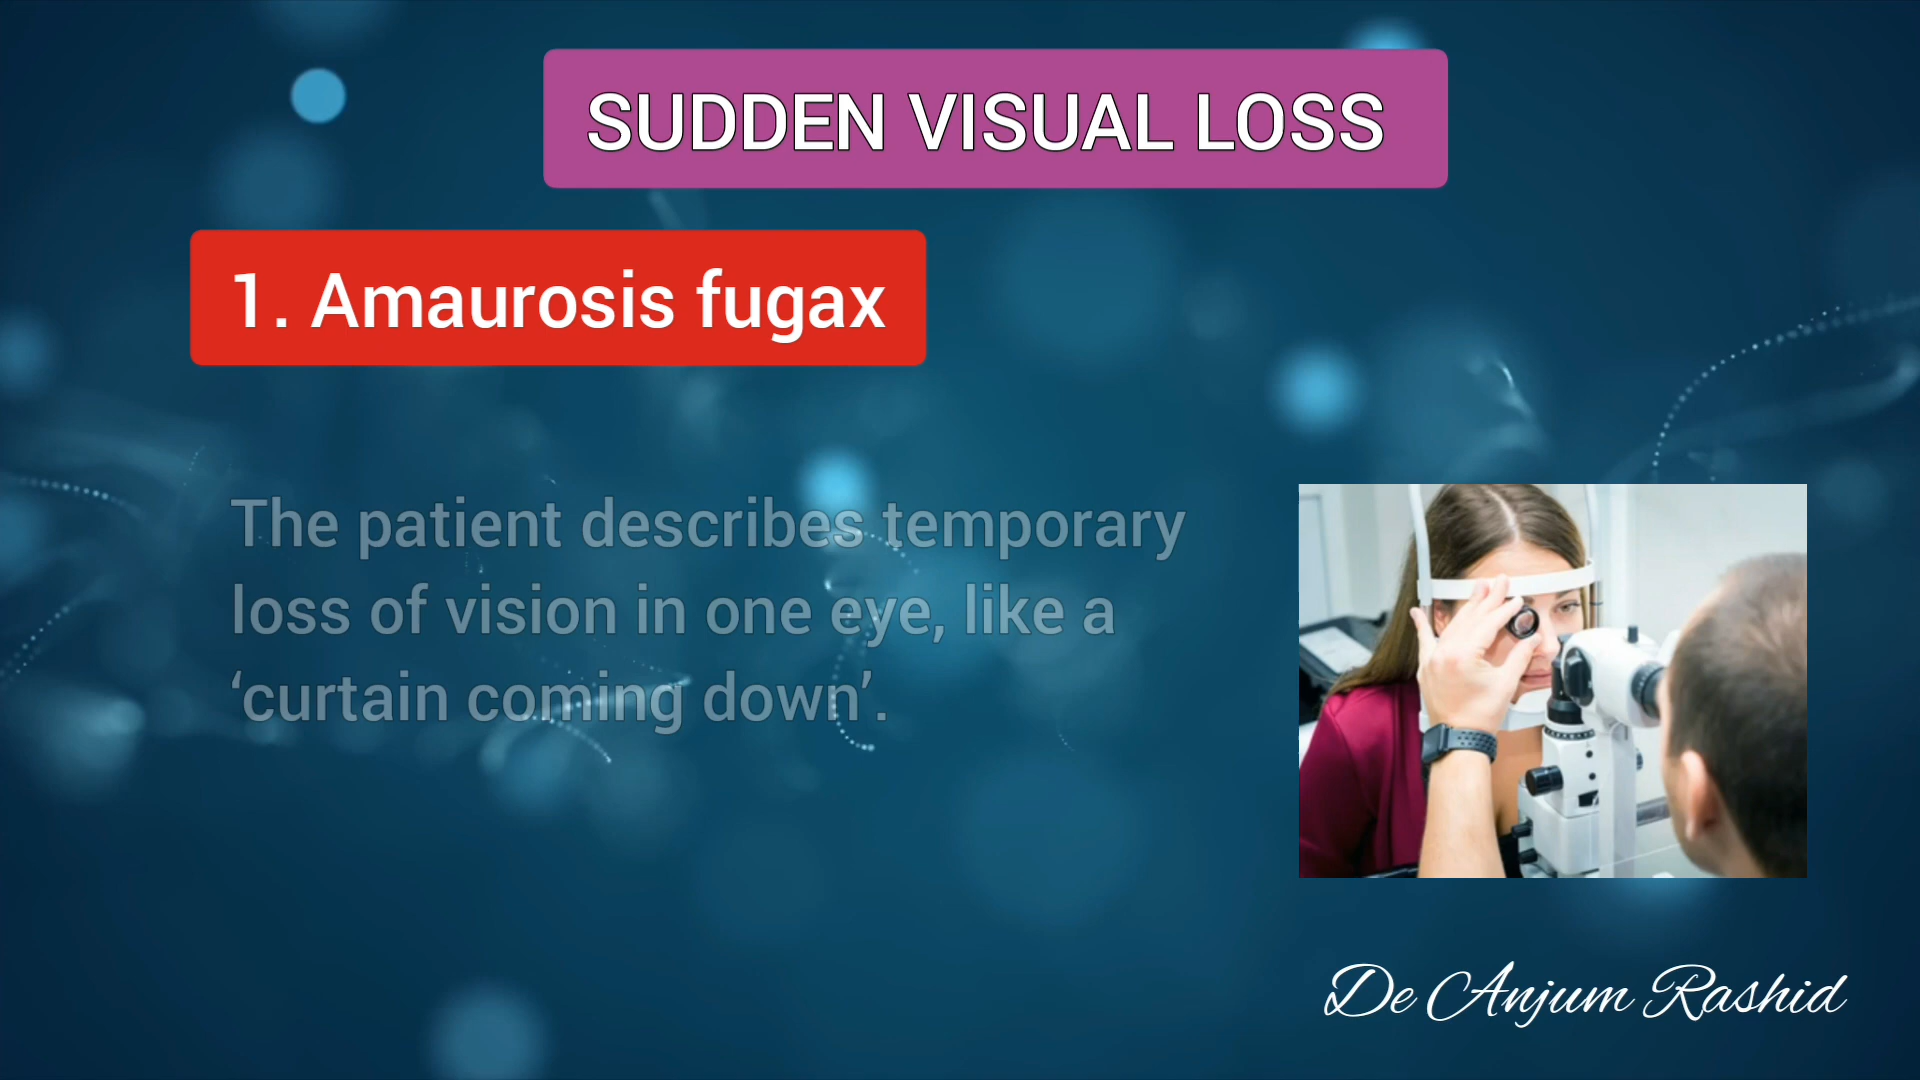 SUDDEN VISUAL LOSS
1. Amaurosis fugax
The patient describes temporary
loss of vision in one eye, like a
‘curtain coming down’.
De Anjum Rashid